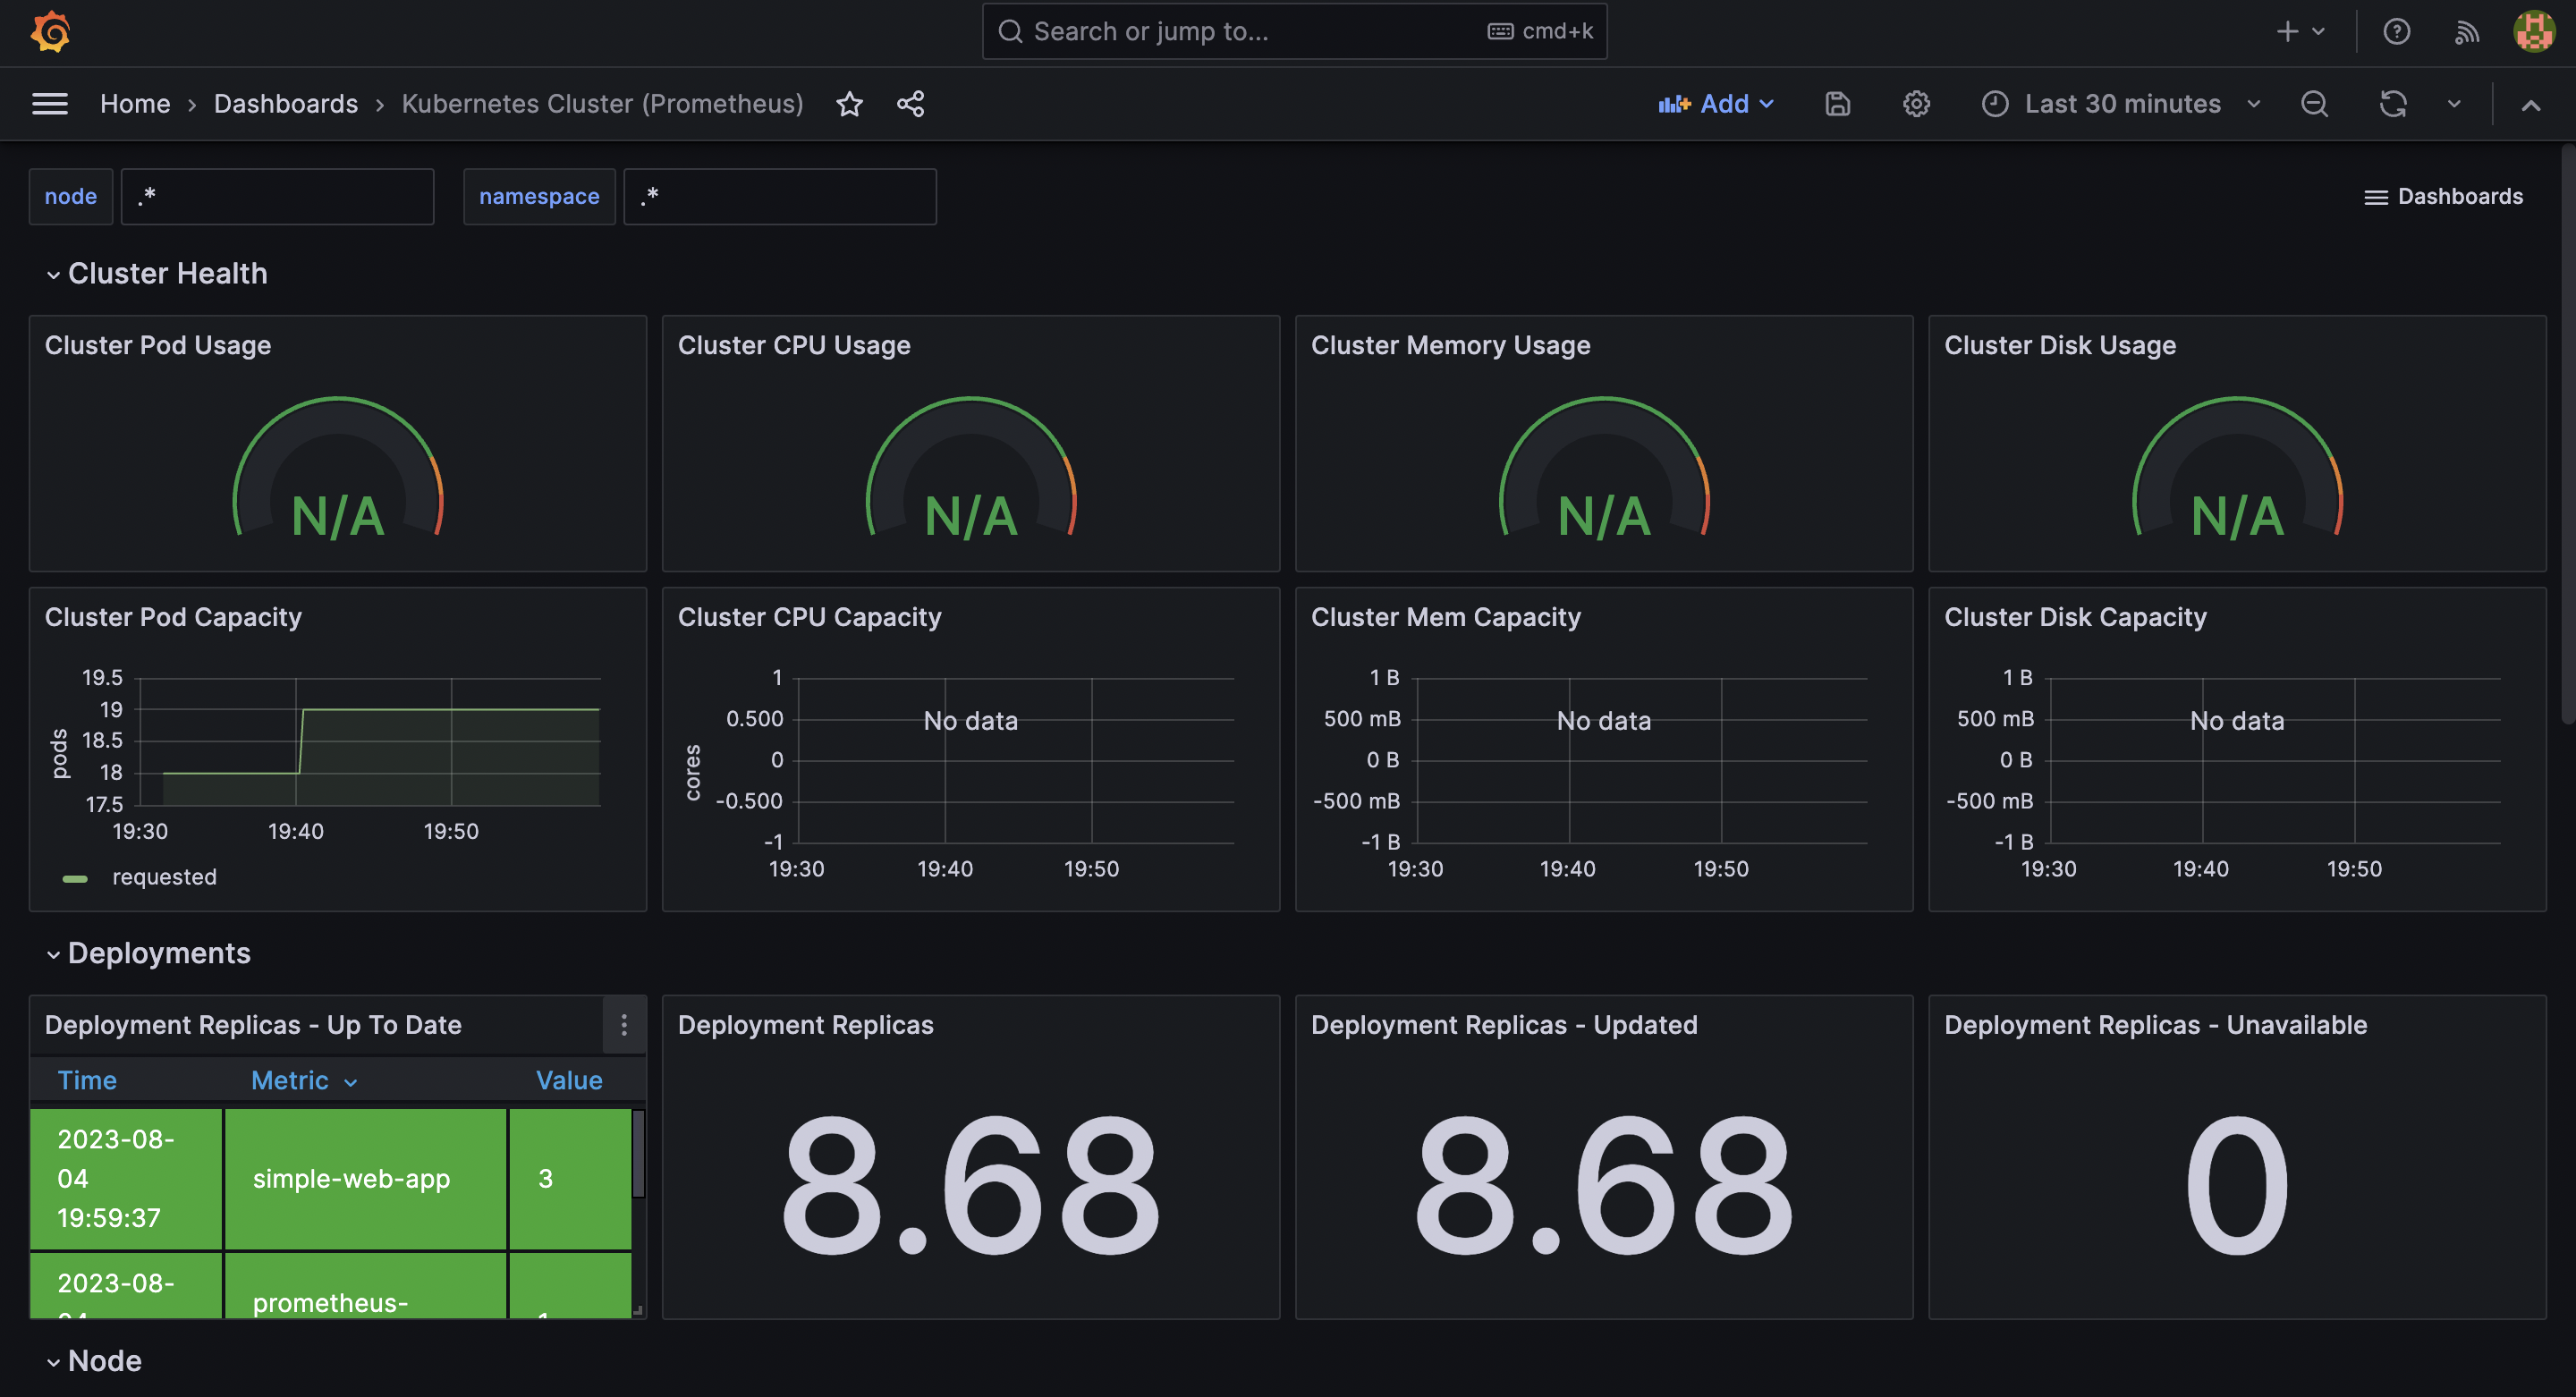 Search or jump to... cmd+k
Home › Dashboards › Kubernetes Cluster (Prometheus)
Add
Last 30 minutes
node .* namespace .*
Dashboards
Cluster Health
Cluster Pod Usage
N/A
Cluster CPU Usage
N/A
Cluster Memory Usage
N/A
Cluster Disk Usage
N/A
Cluster Pod Capacity
pods
19.5
19
18.5
18
17.5
19:30 19:40 19:50
requested
Cluster CPU Capacity
cores
1
0.500
0
-0.500
-1
No data
19:30 19:40 19:50
Cluster Mem Capacity
1 B
500 mB
0 B
-500 mB
-1 B
No data
19:30 19:40 19:50
Cluster Disk Capacity
1 B
500 mB
0 B
-500 mB
-1 B
No data
19:30 19:40 19:50
Deployments
Deployment Replicas - Up To Date
Time Metric Value
2023-08-
04
19:59:37
simple-web-app
3
2023-08-
prometheus-
Deployment Replicas
8.68
Deployment Replicas - Updated
8.68
Deployment Replicas - Unavailable
0
Node